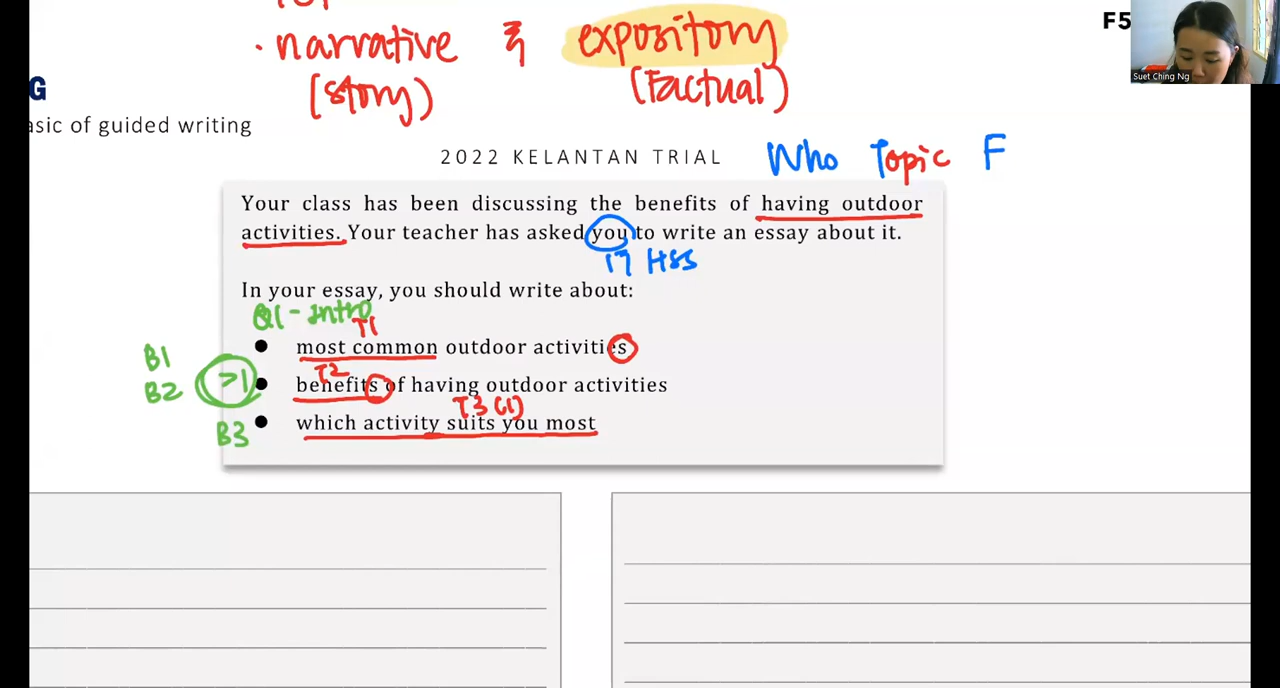 · narrative & expository
(story) (Factual)
F5
Suet Ching Ng
G
asic of guided writing
2022 KELANTAN TRIAL Who Topic F
Your class has been discussing the benefits of having outdoor
activities. Your teacher has asked you to write an essay about it.
17 HSS
In your essay, you should write about:
Q1 - Intro
T1
● most common outdoor activities
B1
T2
B2 >1 ● benefits of having outdoor activities
T3 (1)
B3 ● which activity suits you most